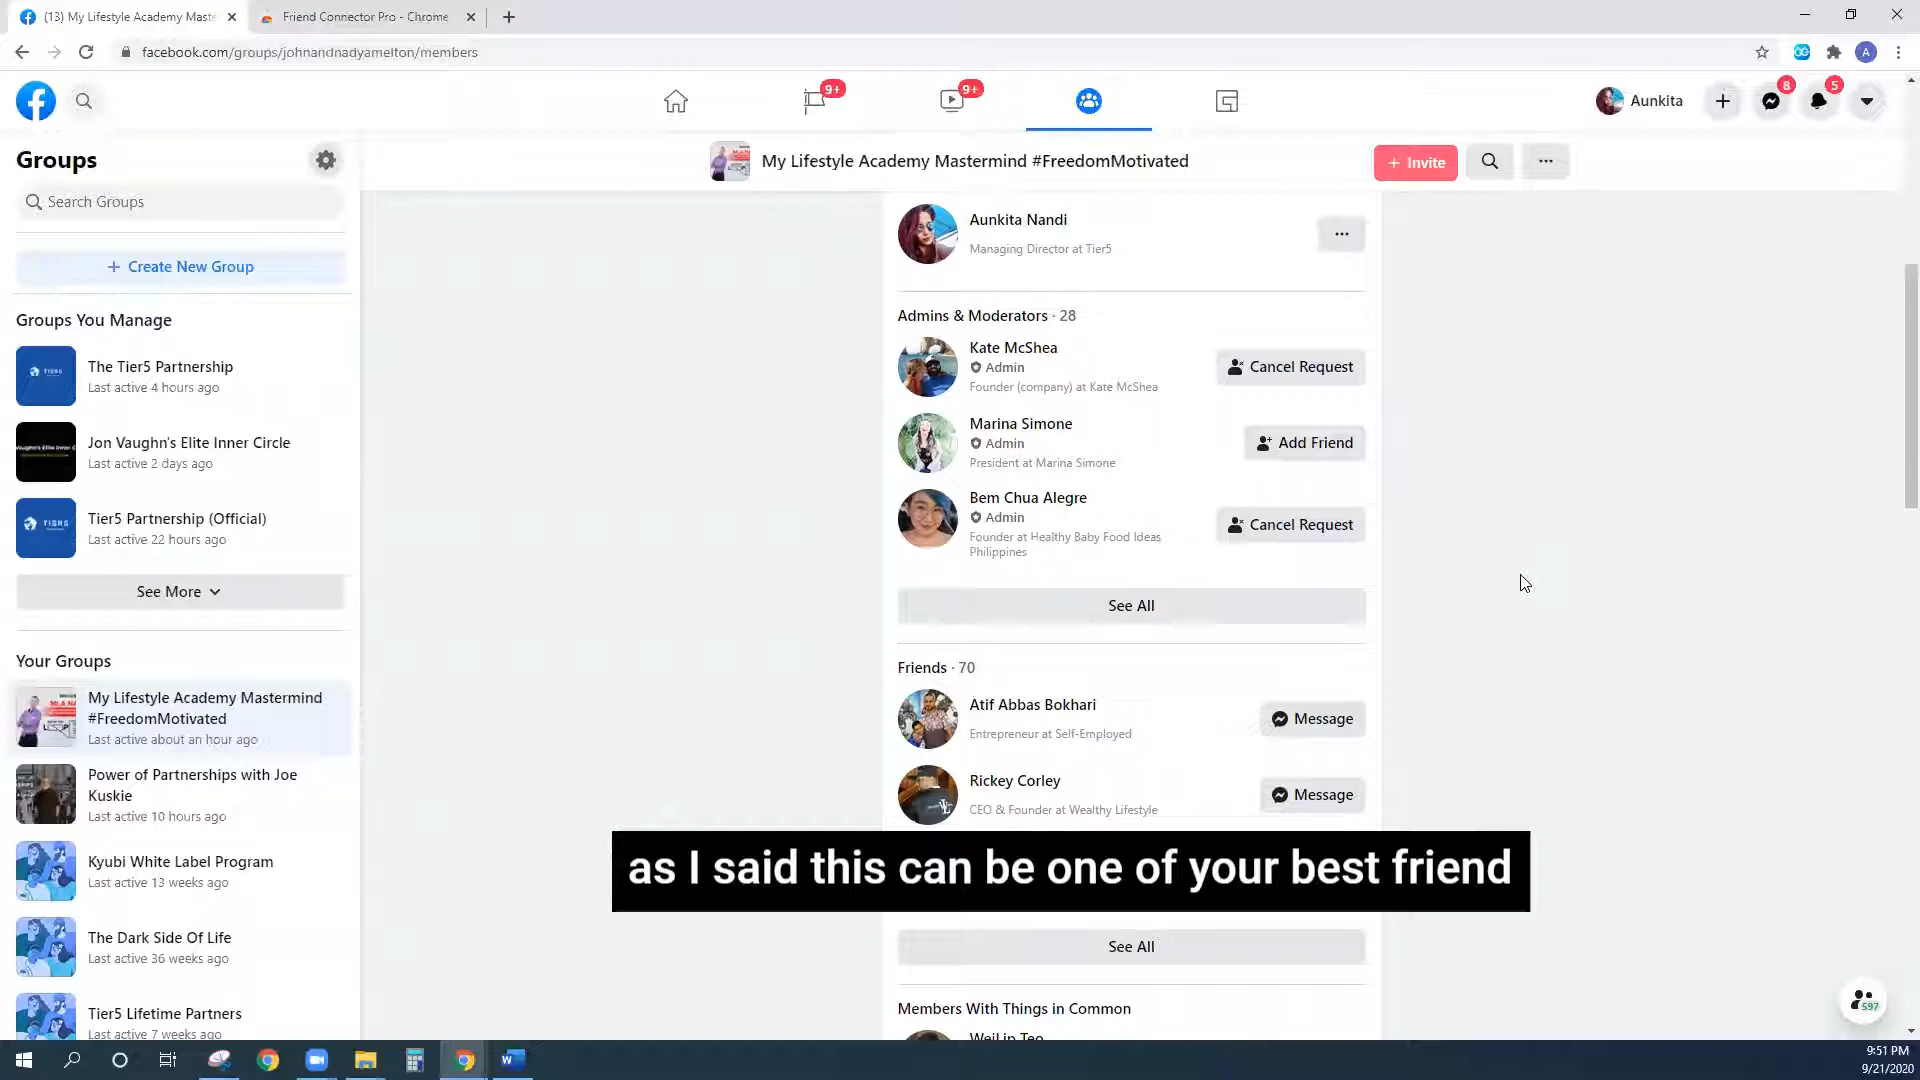 (13) My Lifestyle Academy Maste
Friend Connector Pro - Chrome
facebook.com/groups/johnandnadyamelton/members
A
9+
9+
Aunkita
8
5
Groups
Search Groups
+ Create New Group
Groups You Manage
The Tier5 Partnership
Last active 4 hours ago
Jon Vaughn's Elite Inner Circle
Last active 2 days ago
Tier5 Partnership (Official)
Last active 22 hours ago
See More
Your Groups
My Lifestyle Academy Mastermind
#FreedomMotivated
Last active about an hour ago
Power of Partnerships with Joe
Kuskie
Last active 10 hours ago
Kyubi White Label Program
Last active 13 weeks ago
The Dark Side Of Life
Last active 36 weeks ago
Tier5 Lifetime Partners
Last active 7 weeks ago
My Lifestyle Academy Mastermind #FreedomMotivated
+ Invite
Aunkita Nandi
Managing Director at Tier5
Admins & Moderators · 28
Kate McShea
Admin
Founder (company) at Kate McShea
Cancel Request
Marina Simone
Admin
President at Marina Simone
Add Friend
Bem Chua Alegre
Admin
Founder at Healthy Baby Food Ideas
Philippines
Cancel Request
See All
Friends · 70
Atif Abbas Bokhari
Entrepreneur at Self-Employed
Message
Rickey Corley
CEO & Founder at Wealthy Lifestyle
Message
as I said this can be one of your best friend
See All
Members With Things in Common
597
9:51 PM
9/21/2020